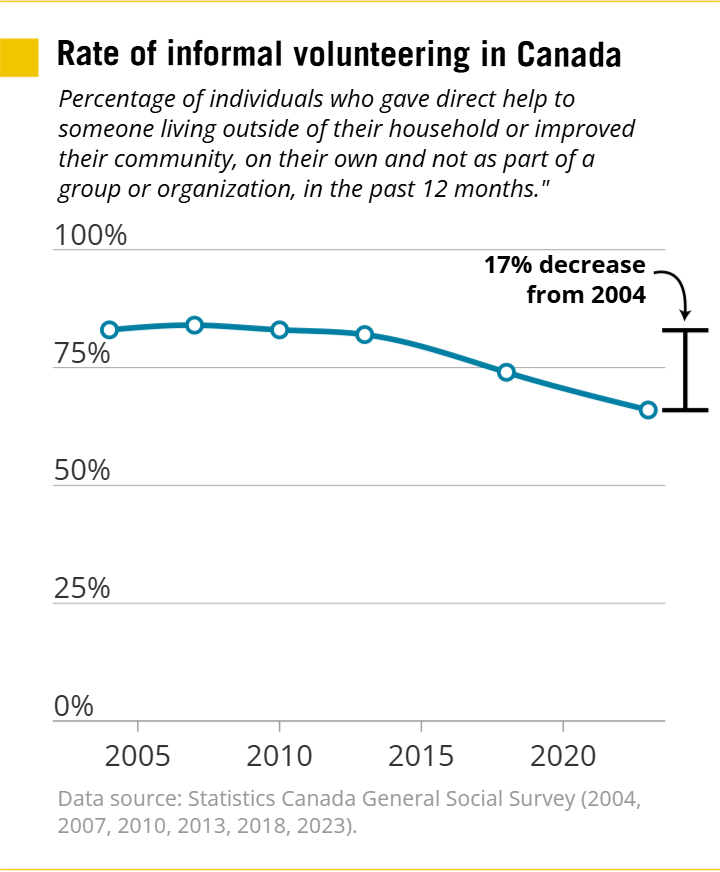 Rate of informal volunteering in Canada
Percentage of individuals who gave direct help to
someone living outside of their household or improved
their community, on their own and not as part of a
group or organization, in the past 12 months."
100%
17% decrease
from 2004
75%
50%
25%
0%
2005 2010 2015 2020
Data source: Statistics Canada General Social Survey (2004,
2007, 2010, 2013, 2018, 2023).